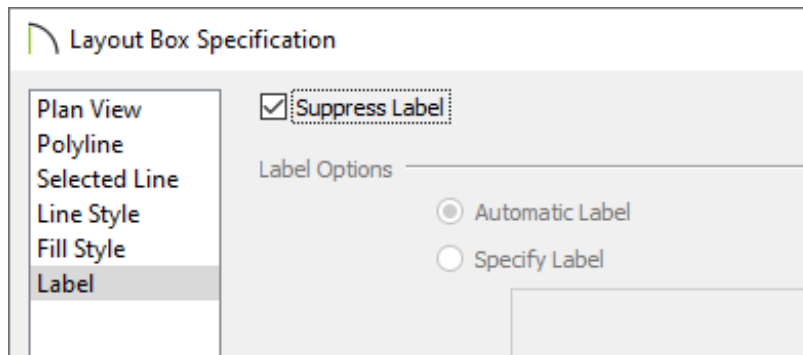 Layout Box Specification
Plan View
Polyline
Selected Line
Line Style
Fill Style
Label
Suppress Label
Label Options
Automatic Label
Specify Label